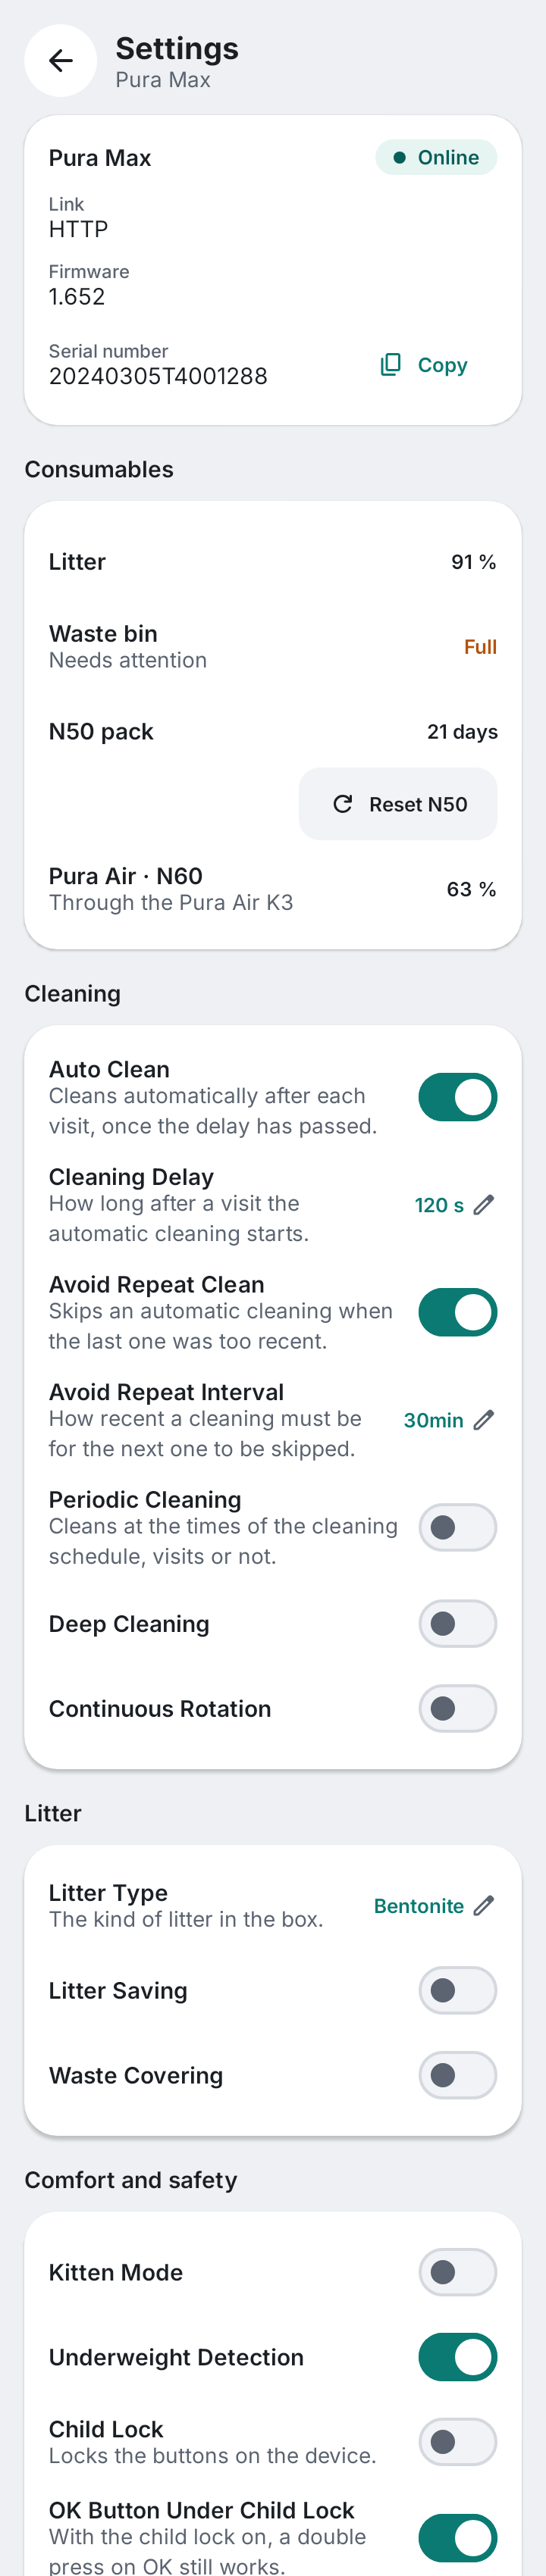 Settings
Pura Max
Pura Max
Online
Link
HTTP
Firmware
1.652
Serial number
20240305T4001288
Copy
Consumables
Litter
91 %
Waste bin
Needs attention
Full
N50 pack
21 days
Reset N50
Pura Air · N60
Through the Pura Air K3
63 %
Cleaning
Auto Clean
Cleans automatically after each
visit, once the delay has passed.
Cleaning Delay
How long after a visit the
automatic cleaning starts.
120 s
Avoid Repeat Clean
Skips an automatic cleaning when
the last one was too recent.
Avoid Repeat Interval
How recent a cleaning must be
for the next one to be skipped.
30min
Periodic Cleaning
Cleans at the times of the cleaning
schedule, visits or not.
Deep Cleaning
Continuous Rotation
Litter
Litter Type
The kind of litter in the box.
Bentonite
Litter Saving
Waste Covering
Comfort and safety
Kitten Mode
Underweight Detection
Child Lock
Locks the buttons on the device.
OK Button Under Child Lock
With the child lock on, a double
press on OK still works.